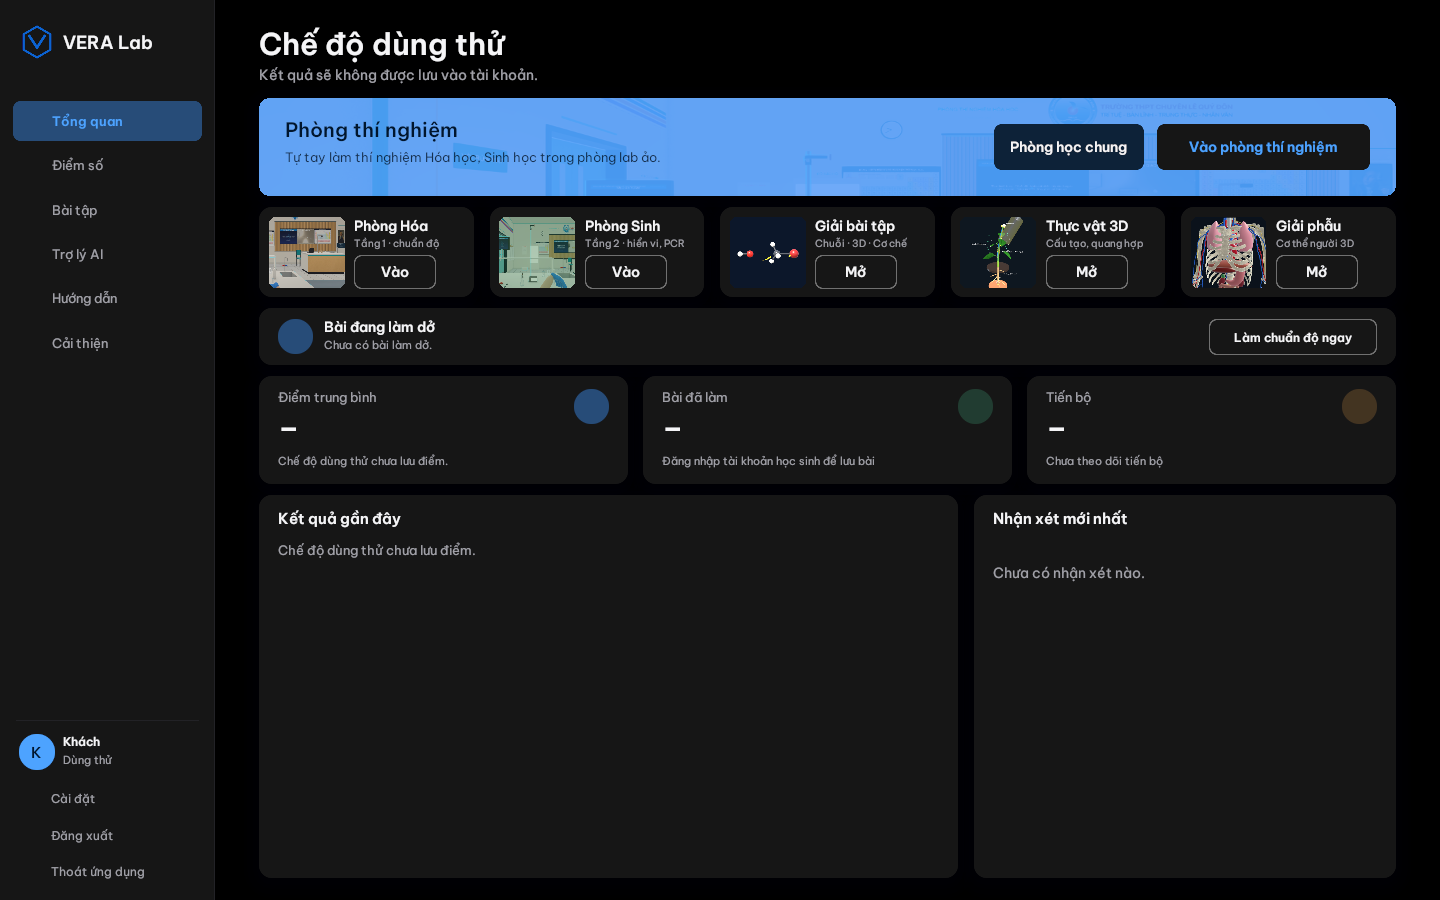 VERA Lab
Tổng quan
Điểm số
Bài tập
Trợ lý AI
Hướng dẫn
Cải thiện
K
Khách
Dùng thử
Cài đặt
Đăng xuất
Thoát ứng dụng
Chế độ dùng thử
Kết quả sẽ không được lưu vào tài khoản.
Phòng thí nghiệm
Tự tay làm thí nghiệm Hóa học, Sinh học trong phòng lab ảo.
Phòng học chung
Vào phòng thí nghiệm
Phòng Hóa
Tầng 1 · chuẩn độ
Vào
Phòng Sinh
Tầng 2 · hiển vi, PCR
Vào
Giải bài tập
Chuỗi · 3D · Cơ chế
Mở
Thực vật 3D
Cấu tạo, quang hợp
Mở
Giải phẫu
Cơ thể người 3D
Mở
Bài đang làm dở
Chưa có bài làm dở.
Làm chuẩn độ ngay
Điểm trung bình
–
Chế độ dùng thử chưa lưu điểm.
Bài đã làm
–
Đăng nhập tài khoản học sinh để lưu bài
Tiến bộ
–
Chưa theo dõi tiến bộ
Kết quả gần đây
Chế độ dùng thử chưa lưu điểm.
Nhận xét mới nhất
Chưa có nhận xét nào.